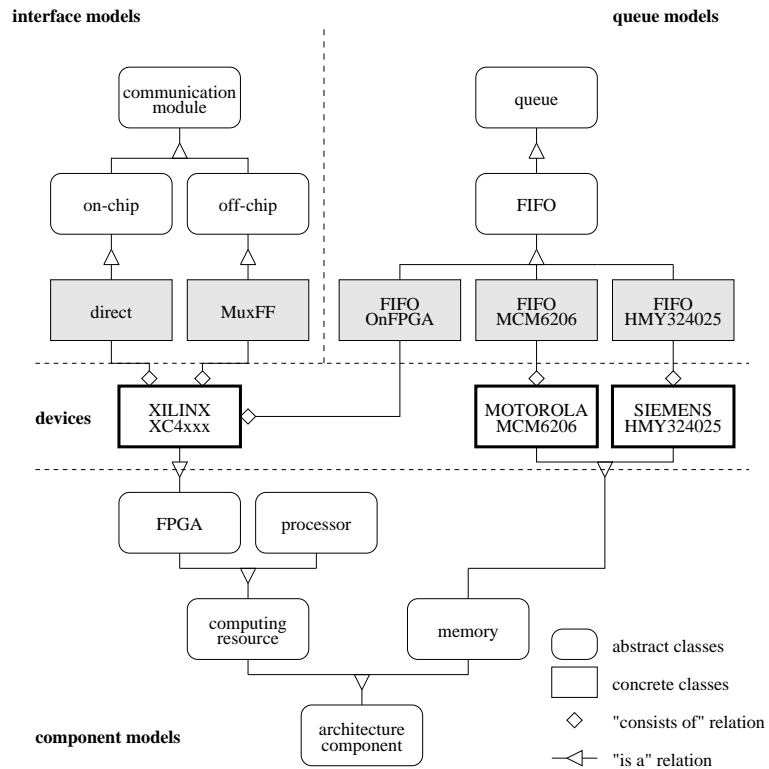 interface models
queue models
communication
module
queue
on-chip
off-chip
FIFO
direct
MuxFF
FIFO
OnFPGA
FIFO
MCM6206
FIFO
HMY324025
devices
XILINX
XC4xxx
MOTOROLA
MCM6206
SIEMENS
HMY324025
FPGA
processor
computing
resource
memory
abstract classes
concrete classes
architecture
component
component models
"consists of" relation
"is a" relation